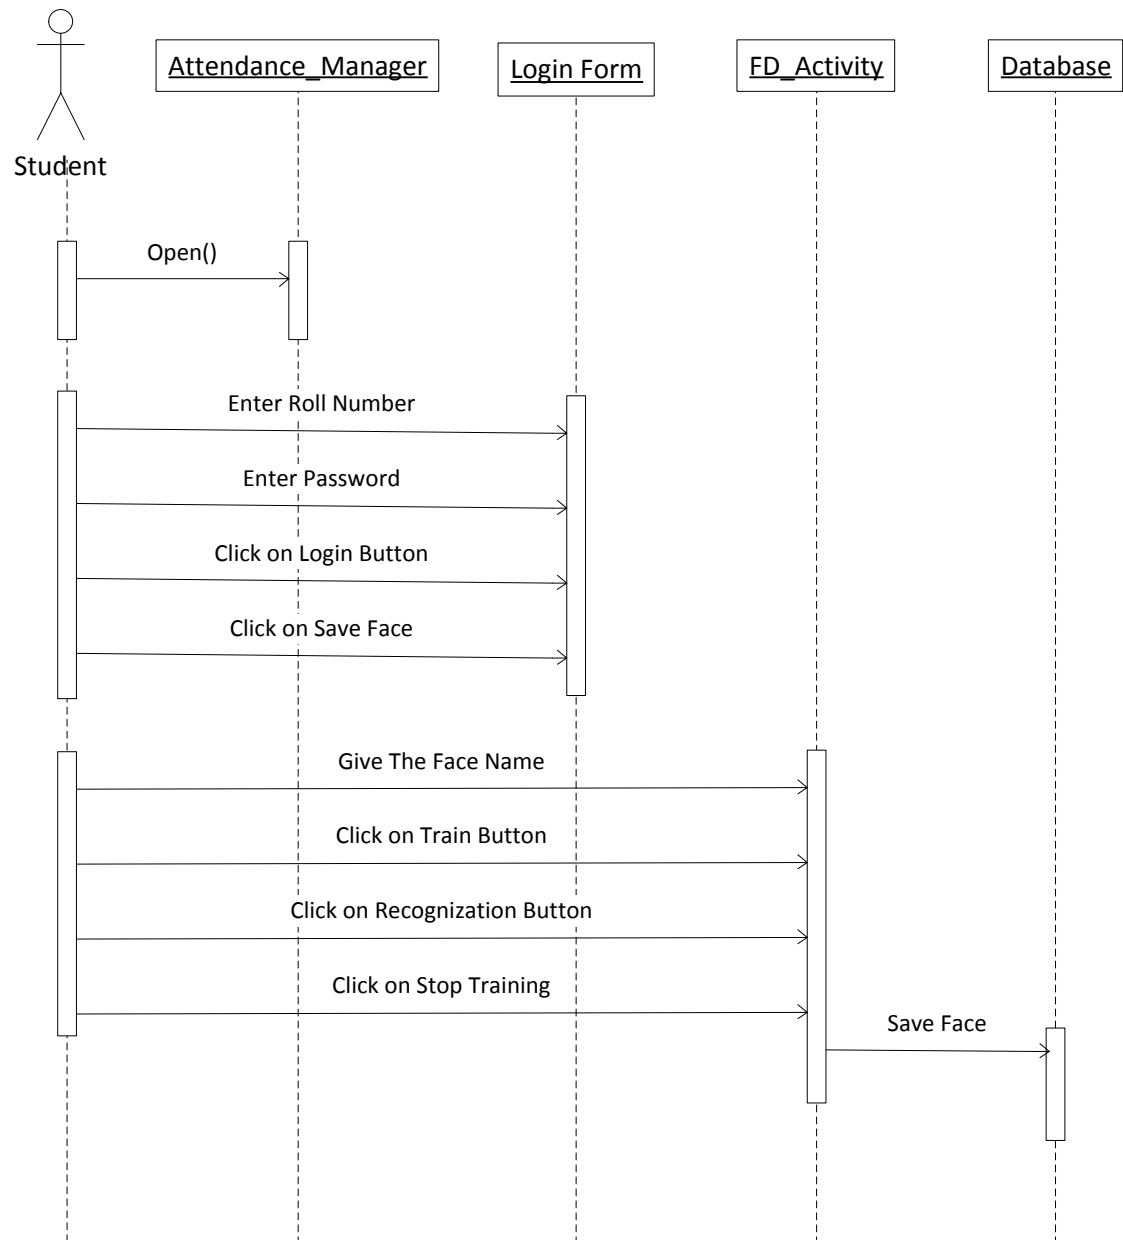 Attendance_Manager
Login Form
FD_Activity
Database
Student
Open()
Enter Roll Number
Enter Password
Click on Login Button
Click on Save Face
Give The Face Name
Click on Train Button
Click on Recognization Button
Click on Stop Training
Save Face